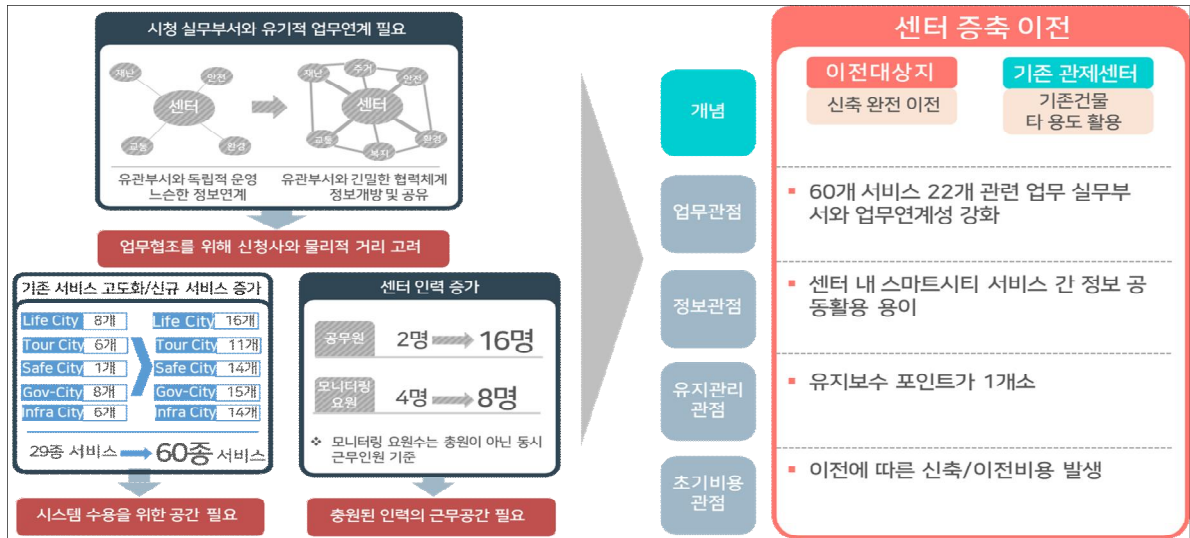 시청 실무부서와 유기적 업무연계 필요
재난
안전
센터
교통
환경
재난
주거
안전
센터
교통
복지
환경
유관부서와 독립적 운영
느슨한 정보연계
유관부서와 긴밀한 협력체계
정보개방 및 공유
업무협조를 위해 신청사와 물리적 거리 고려
기존 서비스 고도화/신규 서비스 증가
Life City 8개 Life City 16개
Tour City 6개 Tour City 11개
Safe City 1개 Safe City 14개
Gov-City 8개 Gov-City 15개
Infra City 6개 Infra City 14개
29종 서비스 60종 서비스
시스템 수용을 위한 공간 필요
센터 인력 증가
공무원 2명 16명
모니터링
요원
4명 8명
❖ 모니터링 요원수는 총원이 아닌 동시
근무인원 기준
충원된 인력의 근무공간 필요
센터 증축 이전
개념
이전대상지
신축 완전 이전
기존 관제센터
기존건물
타 용도 활용
업무관점
▪ 60개 서비스 22개 관련 업무 실무부
서와 업무연계성 강화
정보관점
▪ 센터 내 스마트시티 서비스 간 정보 공
동활용 용이
유지관리
관점
▪ 유지보수 포인트가 1개소
초기비용
관점
▪ 이전에 따른 신축/이전비용 발생